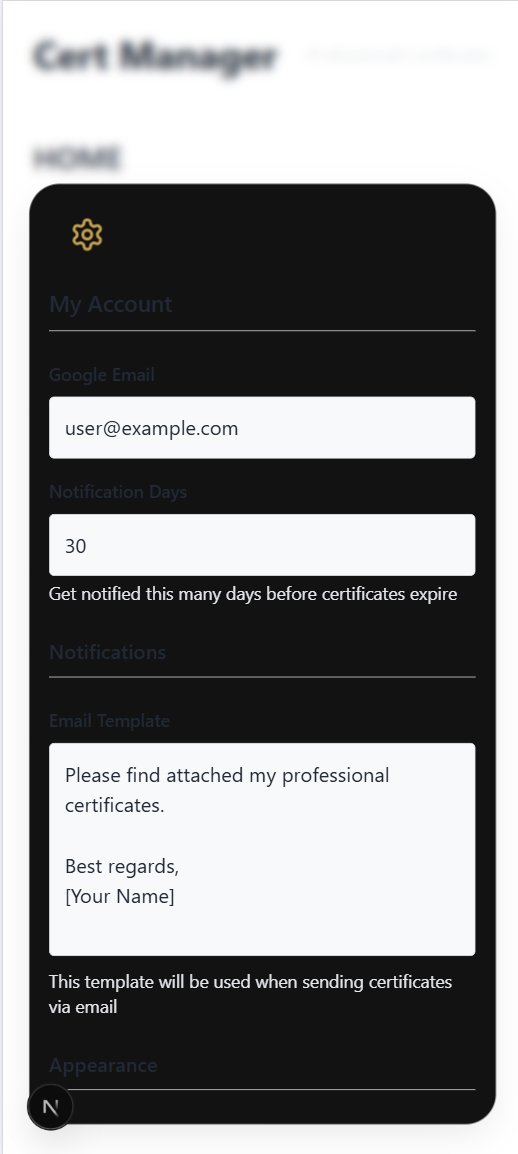 Cert Manager
HOME
My Account
Google Email
user@example.com
Notification Days
30
Get notified this many days before certificates expire
Notifications
Email Template
Please find attached my professional
certificates.
Best regards,
[Your Name]
This template will be used when sending certificates
via email
Appearance
N